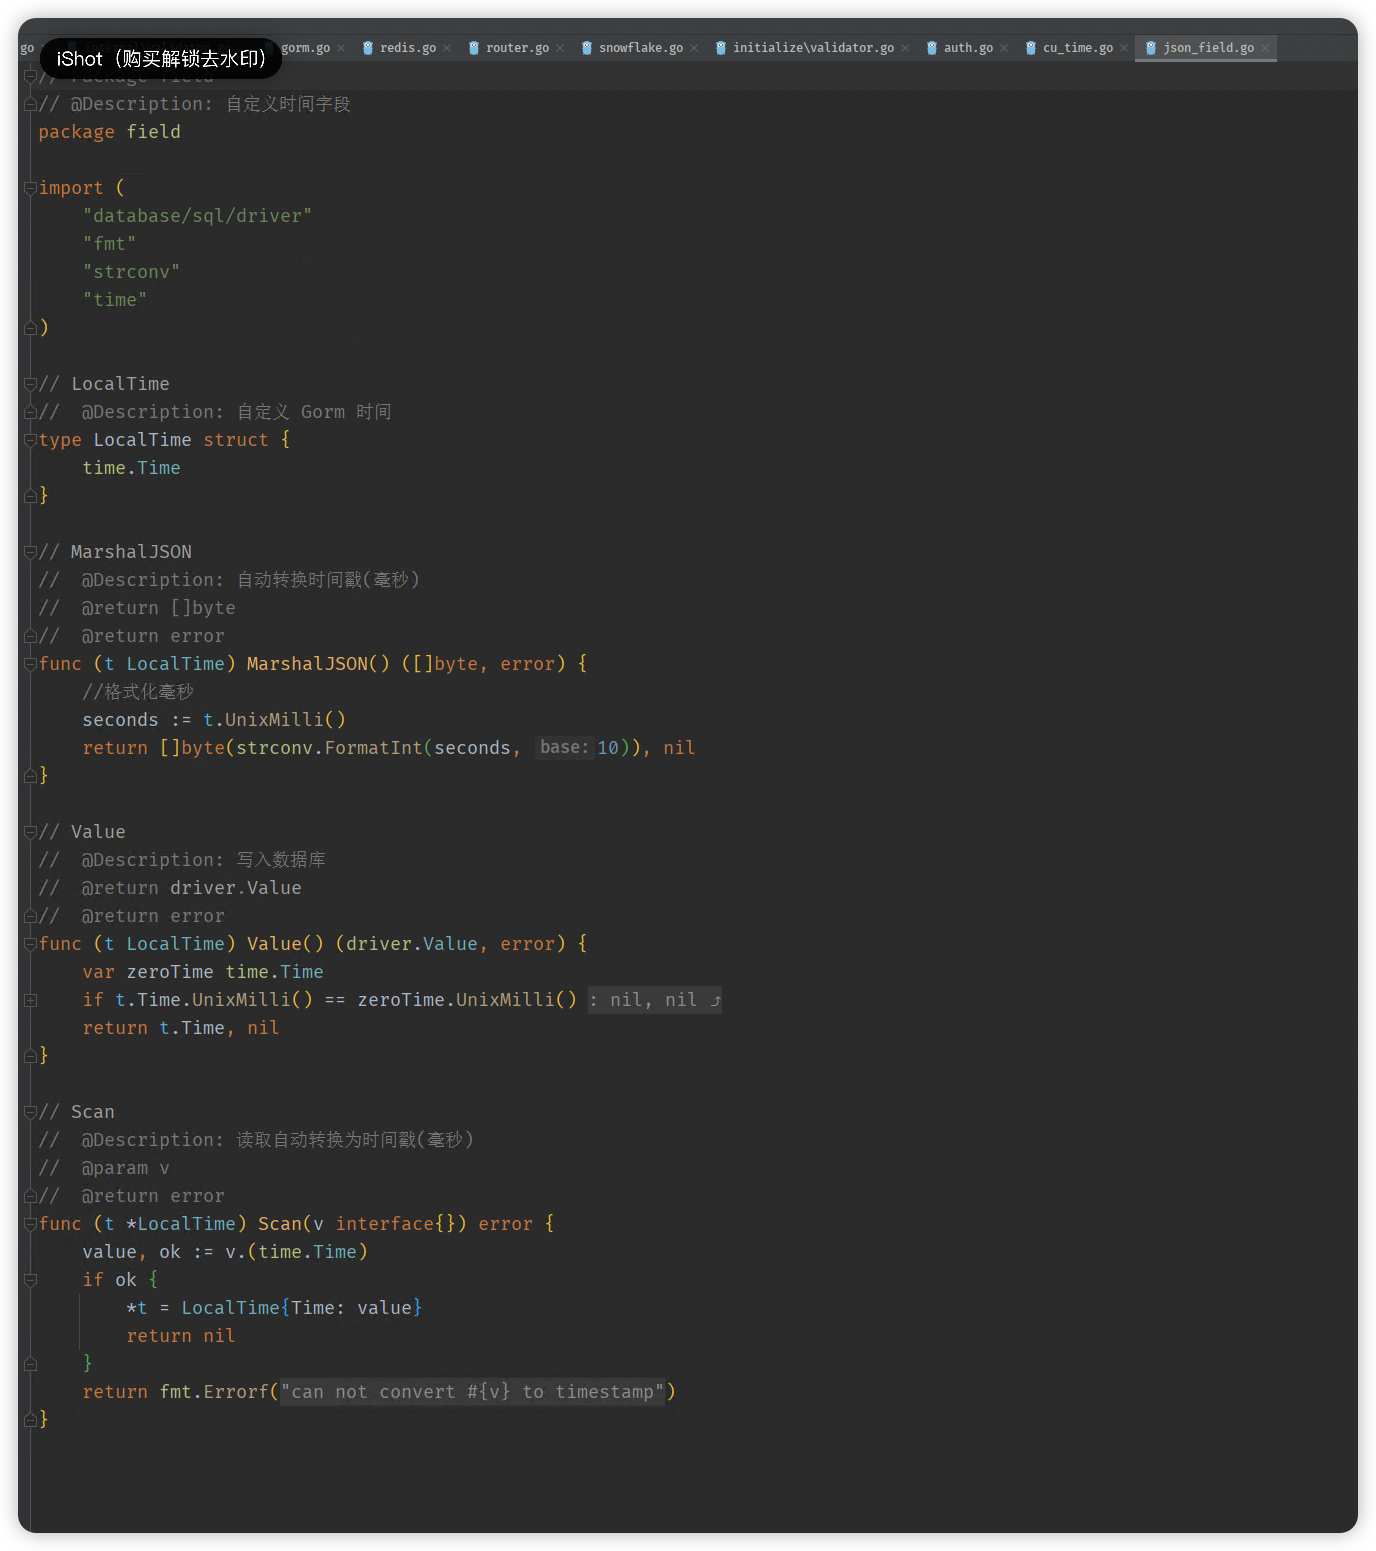 go
iShot（购买解锁去水印）
gorm.go
redis.go
router.go
snowflake.go
initialize\validator.go
auth.go
cu_time.go
json_field.go
// Package field
// @Description: 自定义时间字段
package field
import (
"database/sql/driver"
"fmt"
"strconv"
"time"
)
// LocalTime
//  @Description: 自定义 Gorm 时间
type LocalTime struct {
time.Time
}
// MarshalJSON
//  @Description: 自动转换时间戳(毫秒)
//  @return []byte
//  @return error
func (t LocalTime) MarshalJSON() ([]byte, error) {
//格式化毫秒
seconds := t.UnixMilli()
return []byte(strconv.FormatInt(seconds, base: 10)), nil
}
// Value
//  @Description: 写入数据库
//  @return driver.Value
//  @return error
func (t LocalTime) Value() (driver.Value, error) {
var zeroTime time.Time
if t.Time.UnixMilli() == zeroTime.UnixMilli() : nil, nil ⤴
return t.Time, nil
}
// Scan
//  @Description: 读取自动转换为时间戳(毫秒)
//  @param v
//  @return error
func (t *LocalTime) Scan(v interface{}) error {
value, ok := v.(time.Time)
if ok {
*t = LocalTime{Time: value}
return nil
}
return fmt.Errorf("can not convert #{v} to timestamp")
}